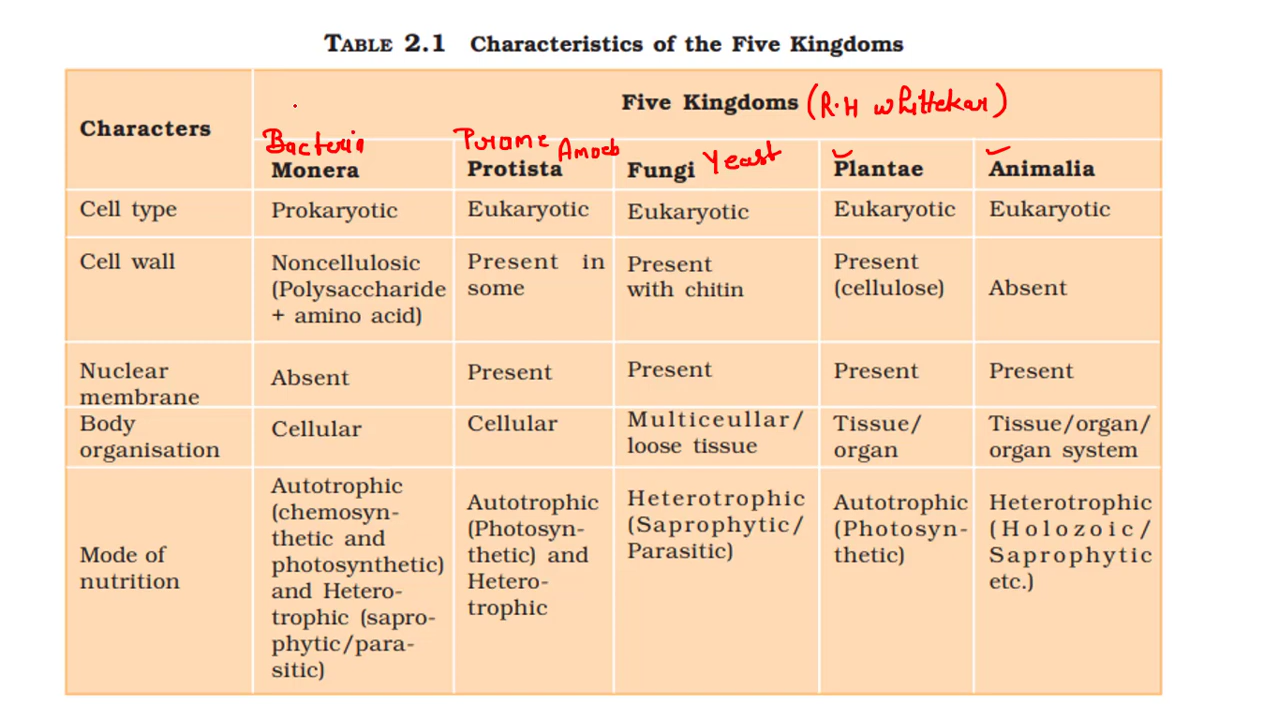 TABLE 2.1 Characteristics of the Five Kingdoms
Characters
Five Kingdoms (R.H Whittekar)
Bacteria
Amoeb
Monera
Protista
Fungi Yeast
Plantae
Animalia
Cell type
Prokaryotic
Eukaryotic
Eukaryotic
Eukaryotic
Eukaryotic
Cell wall
Noncellulosic
(Polysaccharide
+ amino acid)
Present in
some
Present
with chitin
Present
(cellulose)
Absent
Nuclear
membrane
Absent
Present
Present
Present
Present
Body
organisation
Cellular
Cellular
Multiceullar/
loose tissue
Tissue/
organ
Tissue/organ/
organ system
Mode of
nutrition
Autotrophic
(chemosyn-
thetic and
photosynthetic)
and Hetero-
trophic (sapro-
phytic/para-
sitic)
Autotrophic
(Photosyn-
thetic) and
Hetero-
trophic
Heterotrophic
(Saprophytic/
Parasitic)
Autotrophic
(Photosyn-
thetic)
Heterotrophic
(Holozoic/
Saprophytic
etc.)